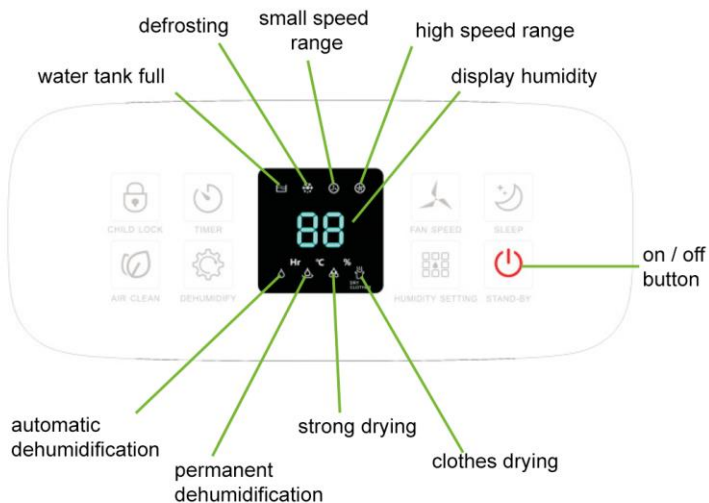 small speed
range
defrosting
high speed range
water tank full
display humidity
88
CHILD LOCK
TIMER
FAN SPEED
SLEEP
Hr °C %
DRY
CLOTHES
AIR CLEAN
DEHUMIDIFY
HUMIDITY SETTING
STAND-BY
on / off
button
automatic
dehumidification
strong drying
permanent
dehumidification
clothes drying